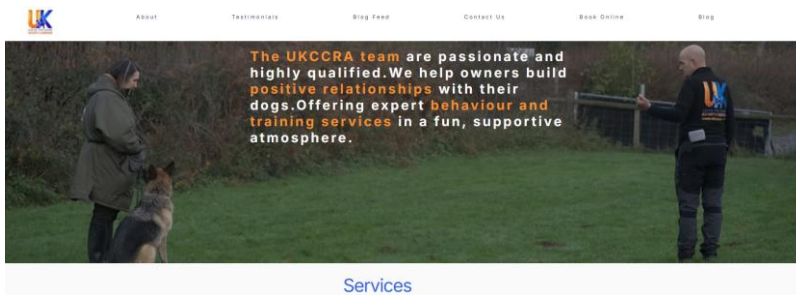 UK
About
Testimonials
Blog Feed
Contact Us
Book Online
Blog
The UKCCRA team are passionate and
highly qualified.We help owners build
positive relationships with their
dogs.Offering expert behaviour and
training services in a fun, supportive
atmosphere.
UK
Services